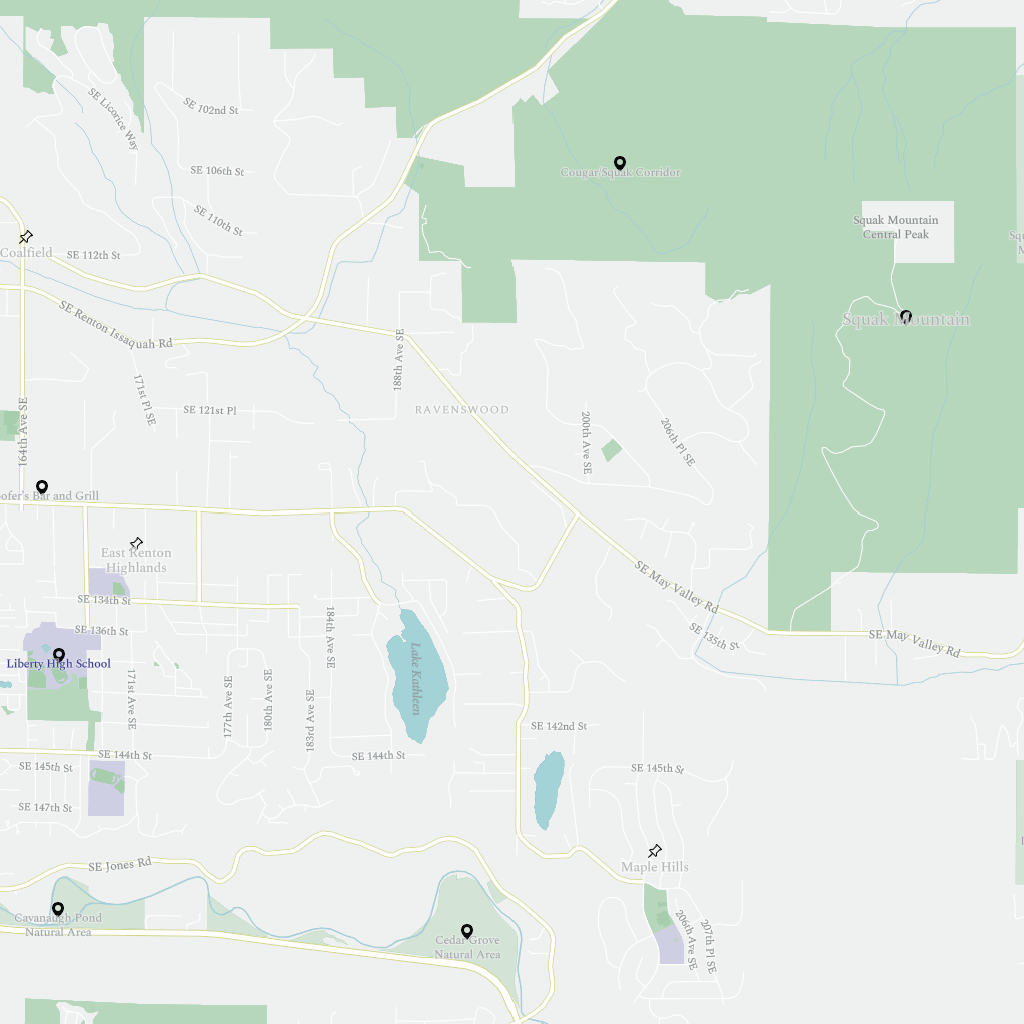 SE Licorice Way
SE 102nd St
SE 106th St
Cougar/Squak Corridor
SE 110th St
Squak Mountain
Central Peak
Coalfield
SE 112th St
Squak Mountain
SE Renton Issaquah Rd
188th Ave SE
171st Pl SE
SE 121st Pl
RAVENSWOOD
164th Ave SE
200th Ave SE
206th Pl SE
ofer's Bar and Grill
East Renton
Highlands
SE May Valley Rd
SE 134th St
SE 136th St
184th Ave SE
SE 135th St
SE May Valley Rd
Liberty High School
Lake Kathleen
171st Ave SE
177th Ave SE
180th Ave SE
183rd Ave SE
SE 142nd St
SE 144th St
SE 144th St
SE 145th St
SE 145th St
SE 147th St
SE Jones Rd
Maple Hills
Cavanaugh Pond
Natural Area
Cedar Grove
Natural Area
206th Ave SE
207th Pl SE